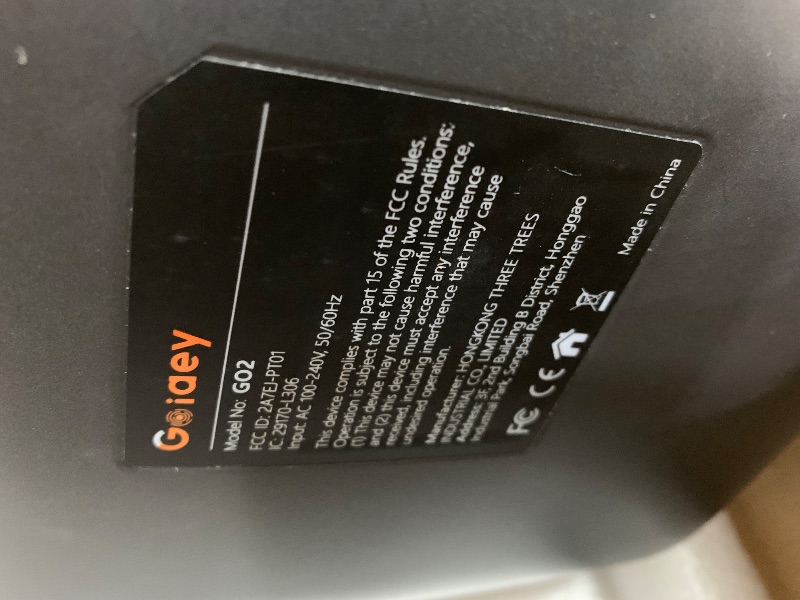 Goiaey
Model No: GO2
FCC ID: 2A7EJ-PT01
IC: 29170-L306
Input: AC 100-240V, 50/60Hz
This device complies with part 15 of the FCC Rules.
Operation is subject to the following two conditions:
(1) This device may not cause harmful interference,
and (2) this device must accept any interference
received, including interference that may cause
undesired operation.
Manufacturer: HONGKONG THREE TREES
INDUSTRIAL CO., LIMITED
Address: 3F, 2nd Building B District, Honggao
Industrial Park, Songbai Road, Shenzhen
FC CE
Made in China